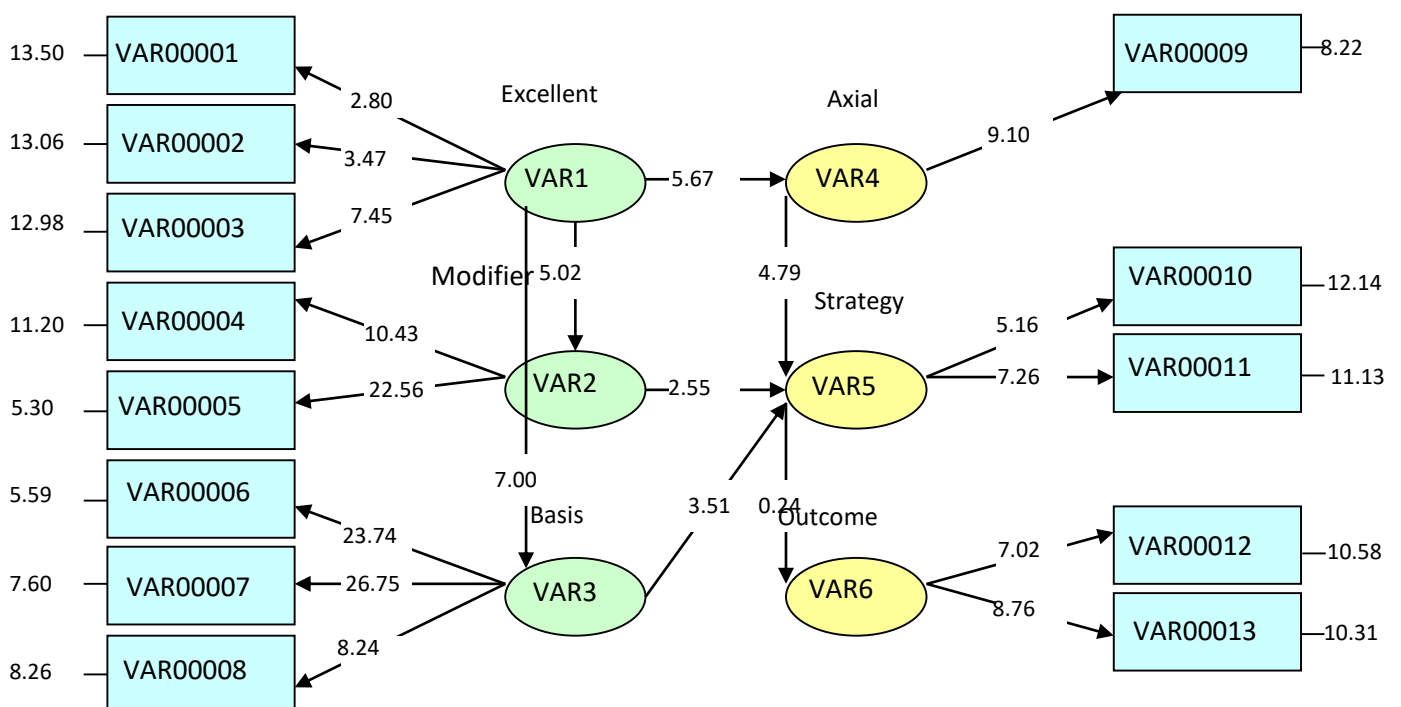 VAR00001
13.50
2.80
Excellent
Axial
VAR00009
8.22
9.10
VAR00002
13.06
3.47
VAR1
5.67
VAR4
VAR00003
12.98
7.45
Modifier
5.02
4.79
VAR00010
12.14
Strategy
VAR00004
11.20
10.43
5.16
VAR00011
11.13
7.26
VAR2
2.55
VAR5
22.56
VAR00005
5.30
VAR00006
5.59
7.00
3.51
0.24
Basis
Outcome
23.74
7.02
VAR00012
10.58
VAR00007
7.60
26.75
VAR3
VAR6
8.76
VAR00013
10.31
8.24
VAR00008
8.26